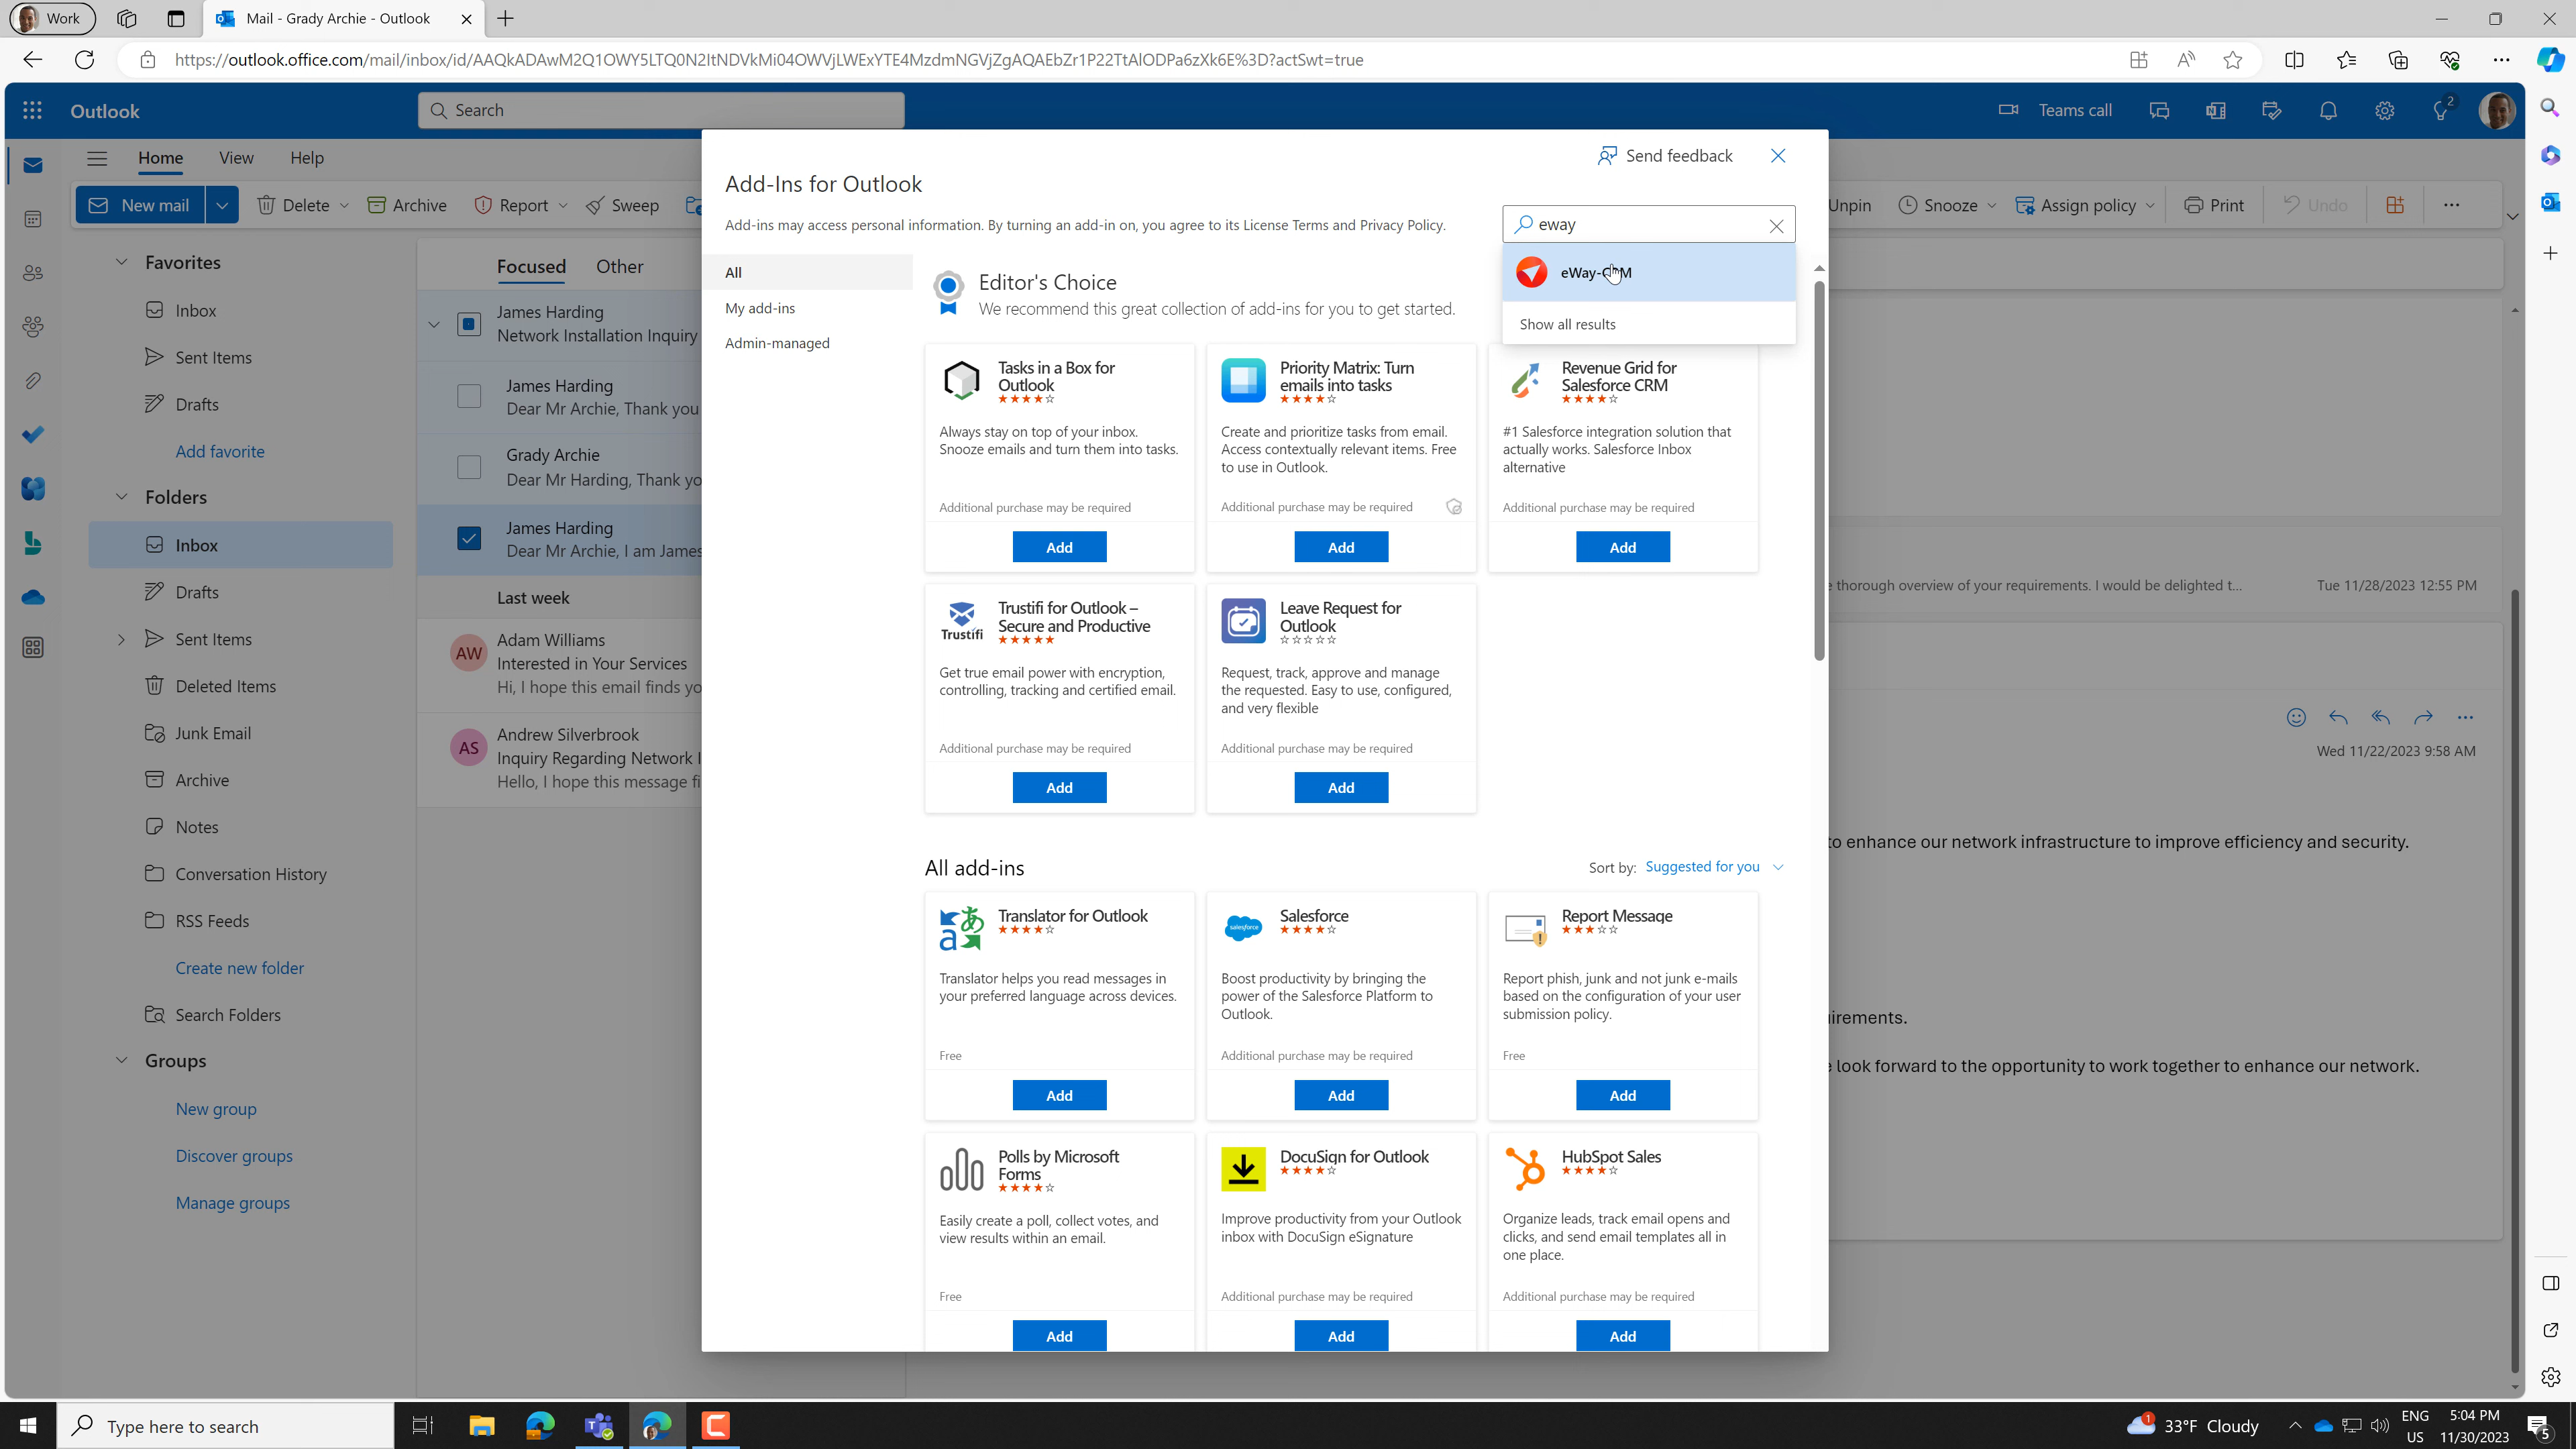 Work
Mail - Grady Archie - Outlook
https://outlook.office.com/mail/inbox/id/AAQkADAwM2Q1OWY5LTQ0N2ItNDVkMi04OWVjLWExYTE4MzdmNGVjZgAQAEbZr1P22TtAlODPa6zXk6E%3D?actSwt=true
Outlook
Search
Teams call
2
Home
View
Help
New mail
Delete
Archive
Report
Sweep
Unpin
Snooze
Assign policy
Print
Undo
Favorites
Inbox
Sent Items
Drafts
Add favorite
Folders
Inbox
Drafts
Sent Items
Deleted Items
Junk Email
Archive
Notes
Conversation History
RSS Feeds
Create new folder
Search Folders
Groups
New group
Discover groups
Manage groups
Focused
Other
James Harding
Network Installation Inquiry
James Harding
Dear Mr Archie, Thank you
Grady Archie
Dear Mr Harding, Thank yo
James Harding
Dear Mr Archie, I am James
Last week
AW
Adam Williams
Interested in Your Services
Hi, I hope this email finds yo
AS
Andrew Silverbrook
Inquiry Regarding Network I
Hello, I hope this message fi
Send feedback
Add-Ins for Outlook
Add-ins may access personal information. By turning an add-in on, you agree to its License Terms and Privacy Policy.
eway
eWay-CRM
Show all results
All
My add-ins
Admin-managed
Editor's Choice
We recommend this great collection of add-ins for you to get started.
Tasks in a Box for
Outlook
Always stay on top of your inbox.
Snooze emails and turn them into tasks.
Additional purchase may be required
Add
Priority Matrix: Turn
emails into tasks
Create and prioritize tasks from email.
Access contextually relevant items. Free
to use in Outlook.
Additional purchase may be required
Add
Revenue Grid for
Salesforce CRM
#1 Salesforce integration solution that
actually works. Salesforce Inbox
alternative
Additional purchase may be required
Add
Trustifi
Trustifi for Outlook –
Secure and Productive
Get true email power with encryption,
controlling, tracking and certified email.
Additional purchase may be required
Add
Leave Request for
Outlook
Request, track, approve and manage
the requested. Easy to use, configured,
and very flexible
Additional purchase may be required
Add
All add-ins
Sort by: Suggested for you
Translator for Outlook
Translator helps you read messages in
your preferred language across devices.
Free
Add
salesforce
Salesforce
Boost productivity by bringing the
power of the Salesforce Platform to
Outlook.
Additional purchase may be required
Add
Report Message
Report phish, junk and not junk e-mails
based on the configuration of your user
submission policy.
Free
Add
Polls by Microsoft
Forms
Easily create a poll, collect votes, and
view results within an email.
Free
Add
DocuSign for Outlook
Improve productivity from your Outlook
inbox with DocuSign eSignature
Additional purchase may be required
Add
HubSpot Sales
Organize leads, track email opens and
clicks, and send email templates all in
one place.
Additional purchase may be required
Add
e thorough overview of your requirements. I would be delighted t...
Tue 11/28/2023 12:55 PM
Wed 11/22/2023 9:58 AM
to enhance our network infrastructure to improve efficiency and security.
irements.
e look forward to the opportunity to work together to enhance our network.
Type here to search
1
33°F Cloudy
ENG
US
5:04 PM
11/30/2023
5